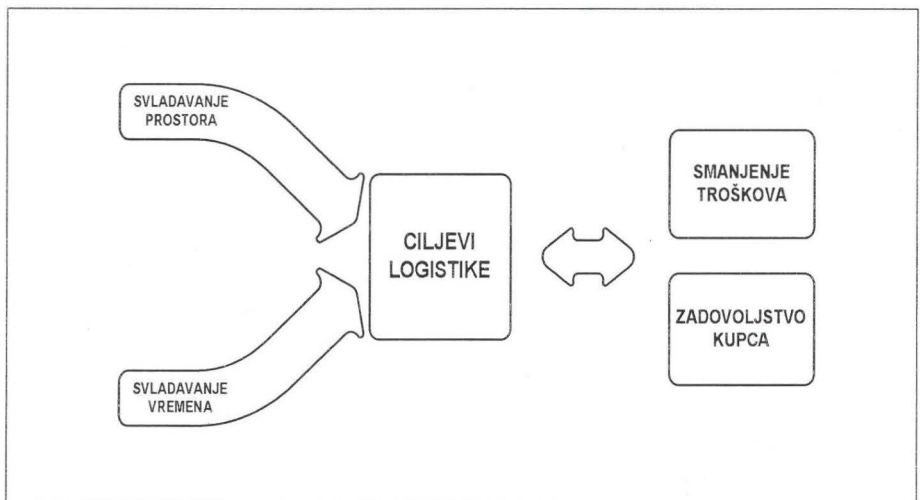 SVLADAVANJE
PROSTORA
SVLADAVANJE
VREMENA
CILJEVI
LOGISTIKE
SMANJENJE
TROŠKOVA
ZADOVOLJSTVO
KUPCA